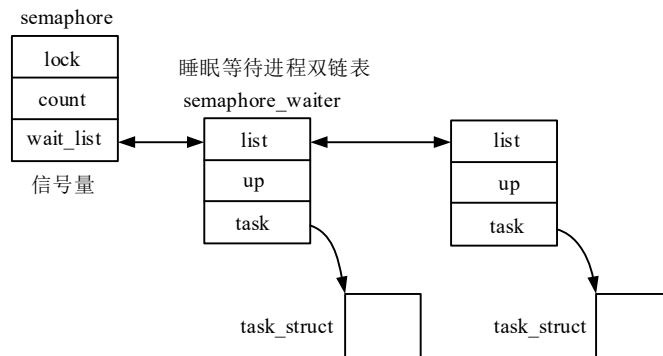 semaphore
lock
count
wait_list
信号量
睡眠等待进程双链表
semaphore_waiter
list
up
task
task_struct
list
up
task
task_struct